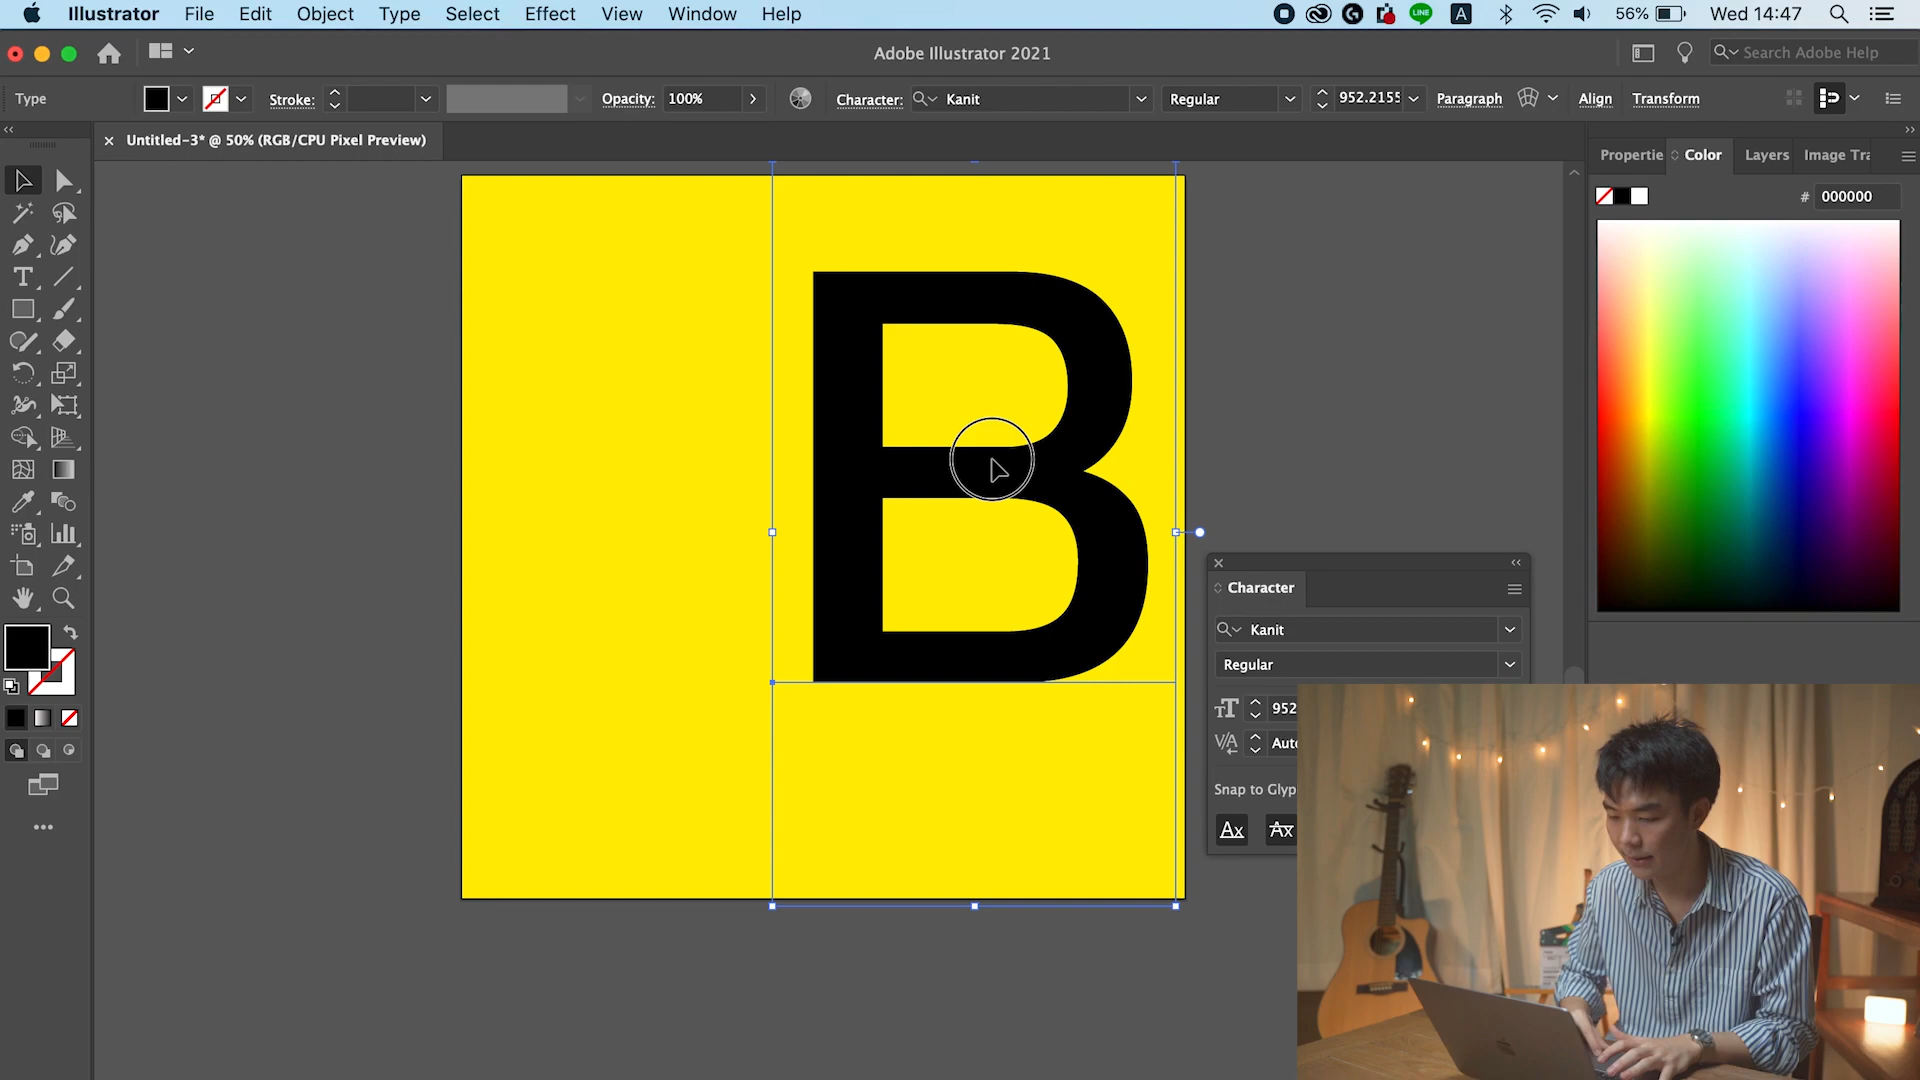 Illustrator File Edit Object Type Select Effect View Window Help
LINE A 56% Wed 14:47
Adobe Illustrator 2021
Search Adobe Help
Type Stroke: Opacity: 100% Character: Kanit Regular 952.2155 Paragraph Align Transform
× Untitled-3* @ 50% (RGB/CPU Pixel Preview)
Propertie Color Layers Image Tra
# 000000
B
Character
Kanit
Regular
952
Auto
Snap to Glyp
Ax Ax